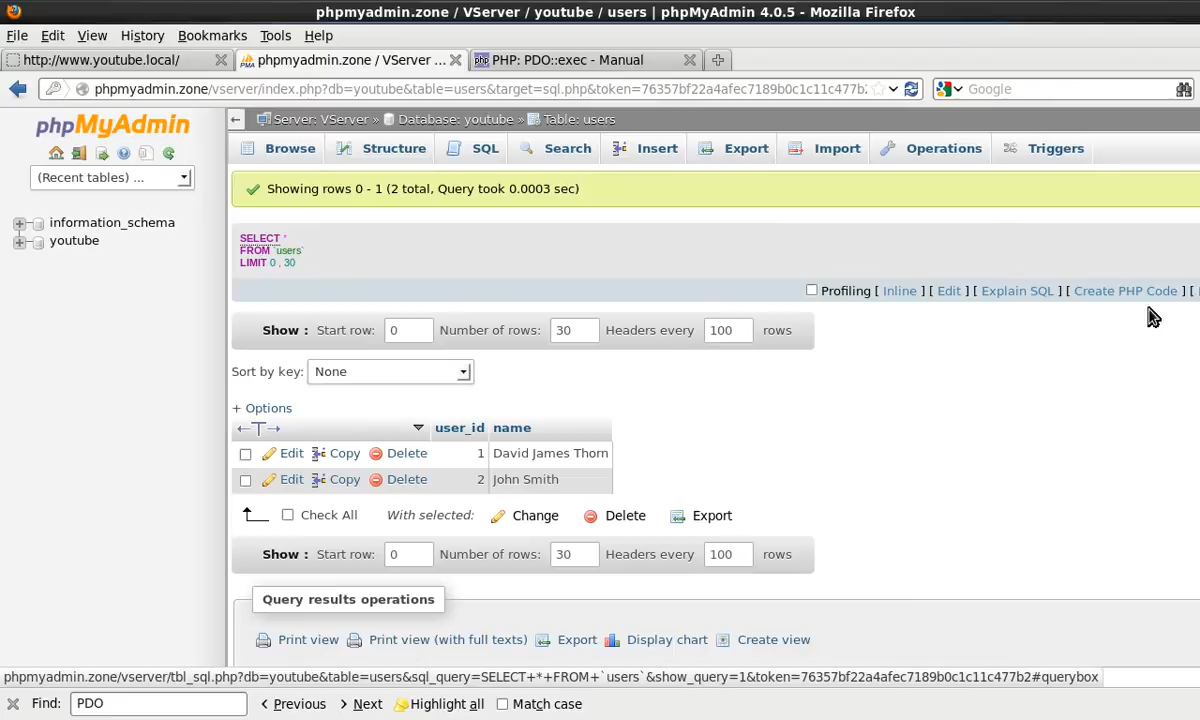 phpmyadmin.zone / VServer / youtube / users | phpMyAdmin 4.0.5 - Mozilla Firefox
File Edit View History Bookmarks Tools Help
http://www.youtube.local/ phpmyadmin.zone / VServer ... PHP: PDO::exec - Manual
phpmyadmin.zone/vserver/index.php?db=youtube&table=users&target=sql.php&token=76357bf22a4afec7189b0c1c11c477b2 Google
phpMyAdmin
Server: VServer » Database: youtube » Table: users
Browse Structure SQL Search Insert Export Import Operations Triggers
(Recent tables) ...
Showing rows 0 - 1 (2 total, Query took 0.0003 sec)
information_schema
youtube
SELECT *
FROM `users`
LIMIT 0 , 30
Profiling [ Inline ] [ Edit ] [ Explain SQL ] [ Create PHP Code ] [
Show : Start row: 0 Number of rows: 30 Headers every 100 rows
Sort by key: None
+ Options
←T→ user_id name
Edit Copy Delete 1 David James Thorn
Edit Copy Delete 2 John Smith
Check All With selected: Change Delete Export
Show : Start row: 0 Number of rows: 30 Headers every 100 rows
Query results operations
Print view Print view (with full texts) Export Display chart Create view
phpmyadmin.zone/vserver/tbl_sql.php?db=youtube&table=users&sql_query=SELECT+*+FROM+`users`&show_query=1&token=76357bf22a4afec7189b0c1c11c477b2#querybox
Find: PDO Previous Next Highlight all Match case